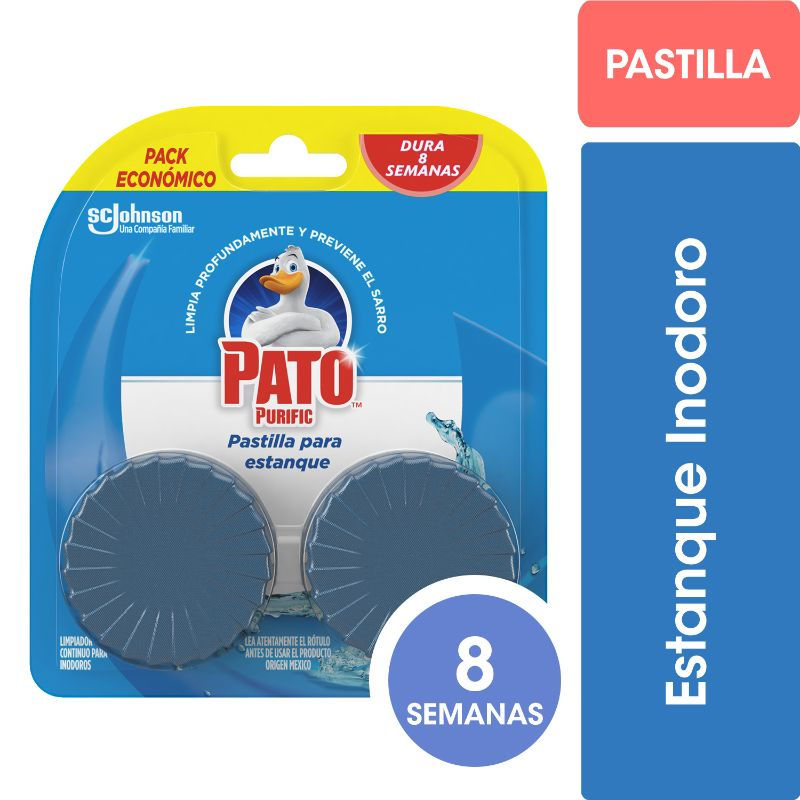 PASTILLA
Estanque Inodoro
PACK
ECONÓMICO
DURA
8
SEMANAS
SCJohnson
Una Compañía Familiar
LIMPIA PROFUNDAMENTE Y PREVIENE EL SARRO
PATO
PURIFIC
™
Pastilla para
estanque
LIMPIADOR
CONTINUO PARA
INODOROS
LEA ATENTAMENTE EL RÓTULO
ANTES DE USAR EL PRODUCTO
ORIGEN MEXICO
8
SEMANAS